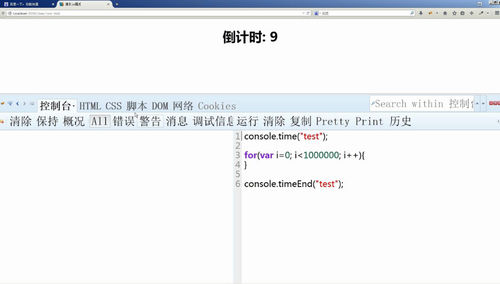 倒计时: 9
控制台 HTML CSS 脚本 DOM 网络 Cookies
Search within 控制台
清除 保持 概况 All 错误 警告 消息 调试信息 运行 清除 复制 Pretty Print 历史
1 console.time("test");
2
3 for(var i=0; i<1000000; i++){
4 }
5
6 console.timeEnd("test");